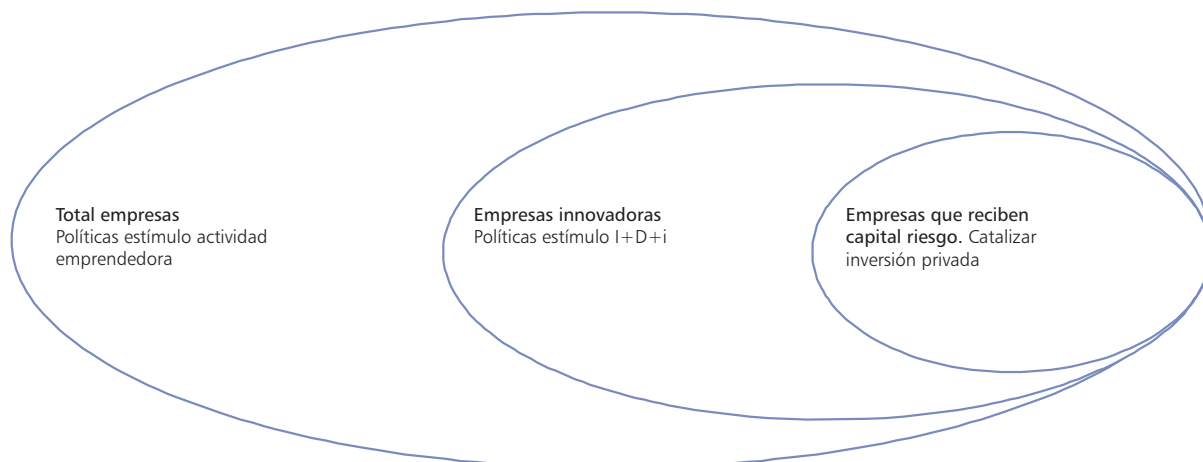 Total empresas
Políticas estímulo actividad
emprendedora
Empresas innovadoras
Políticas estímulo I+D+i
Empresas que reciben
capital riesgo. Catalizar
inversión privada